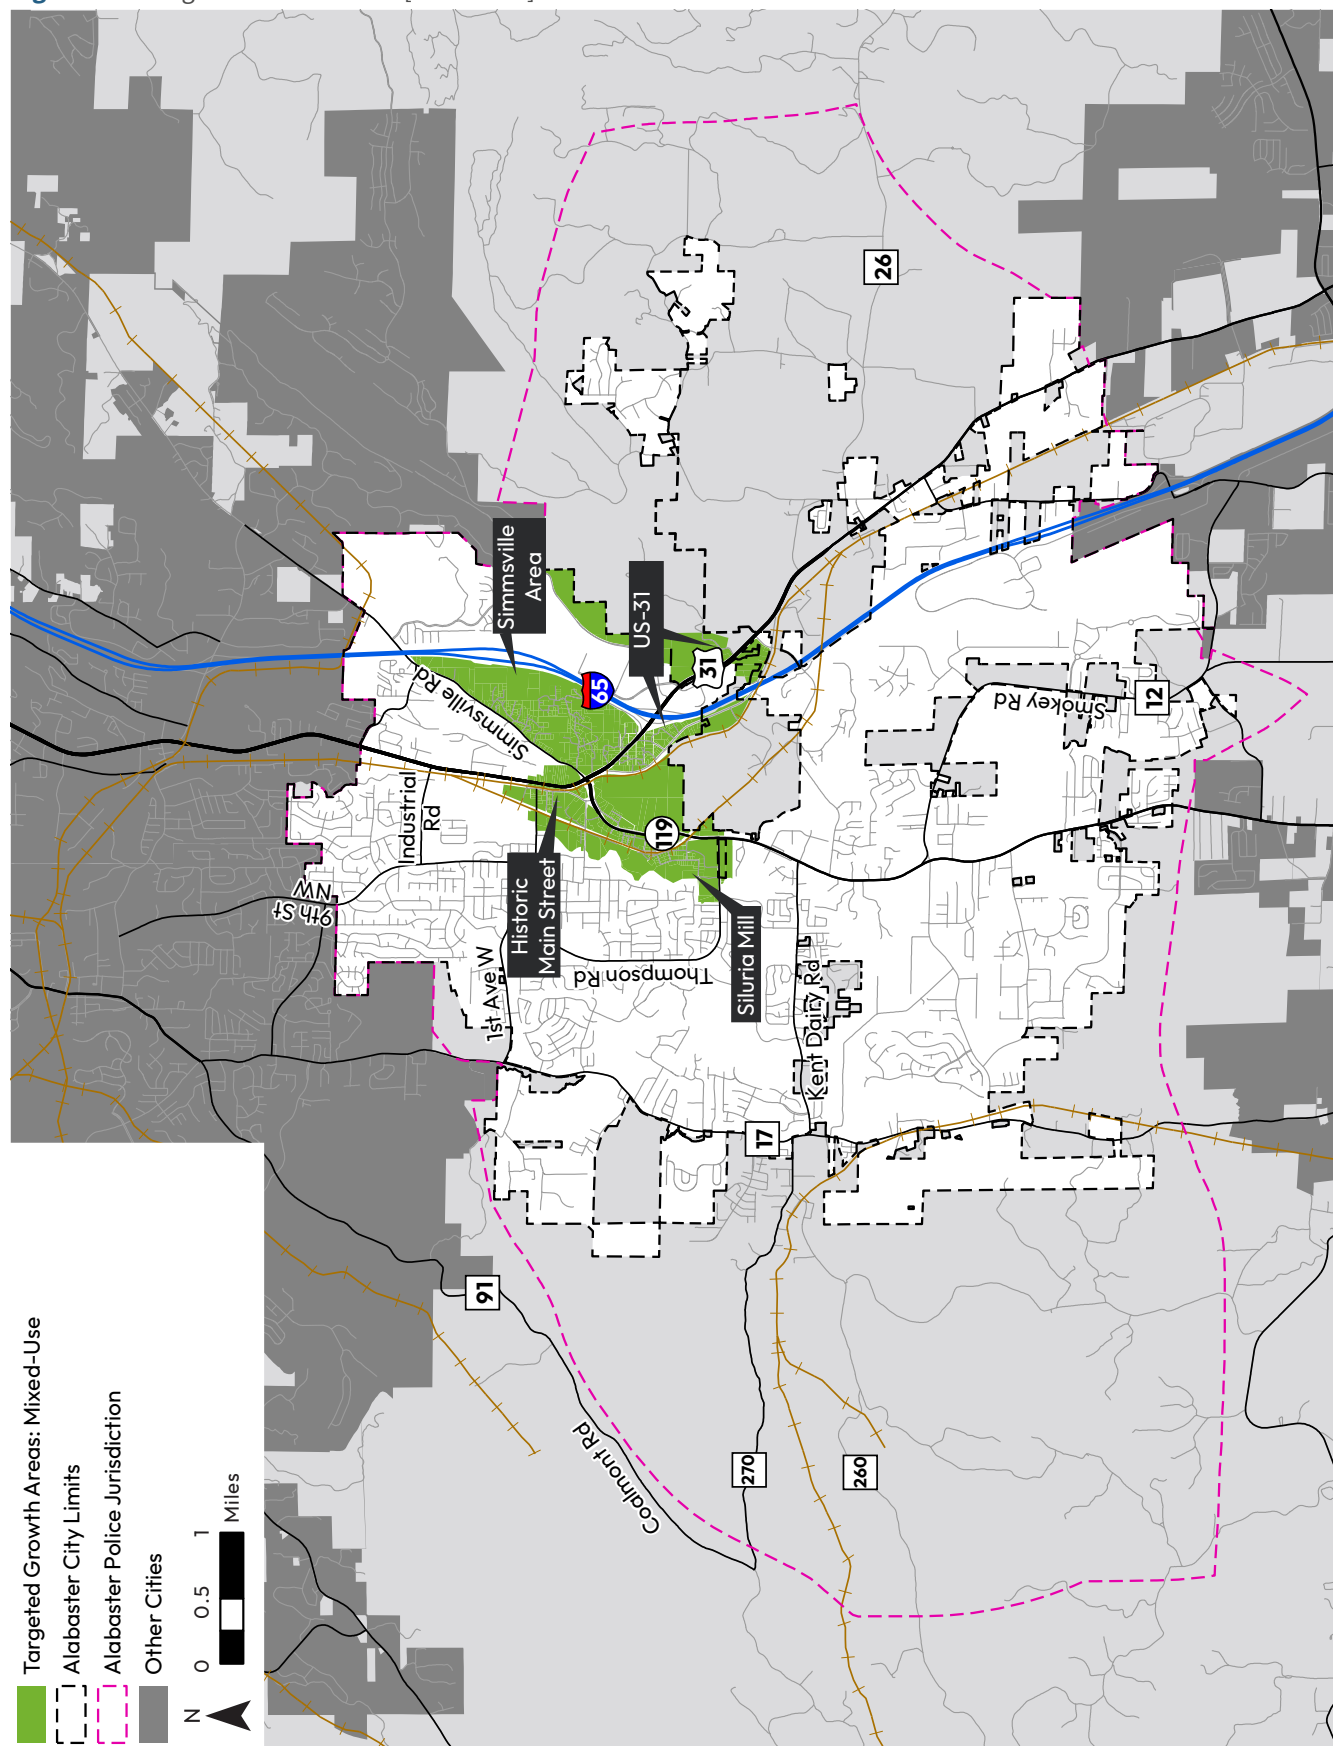 Targeted Growth Areas: Mixed-Use
Alabaster City Limits
Alabaster Police Jurisdiction
Other Cities
N
0 0.5 1
Miles
Simmsville
Area
US-31
Historic
Main Street
Siluria Mill
65
31
119
26
12
17
91
270
260
Simmsville Rd
Industrial
Rd
9th St
NW
1st Ave W
Thompson Rd
Kent Dairy Rd
Smokey Rd
Coalmont Rd